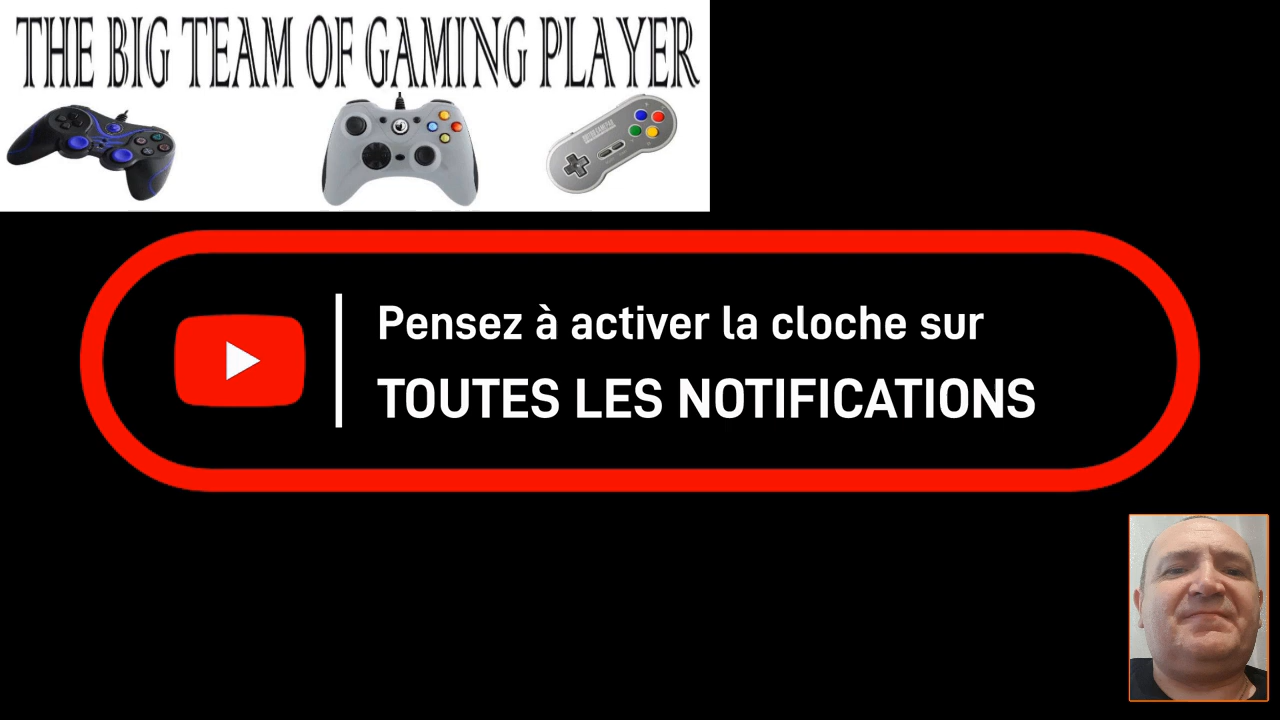 THE BIG TEAM OF GAMING PLAYER
Pensez à activer la cloche sur
TOUTES LES NOTIFICATIONS